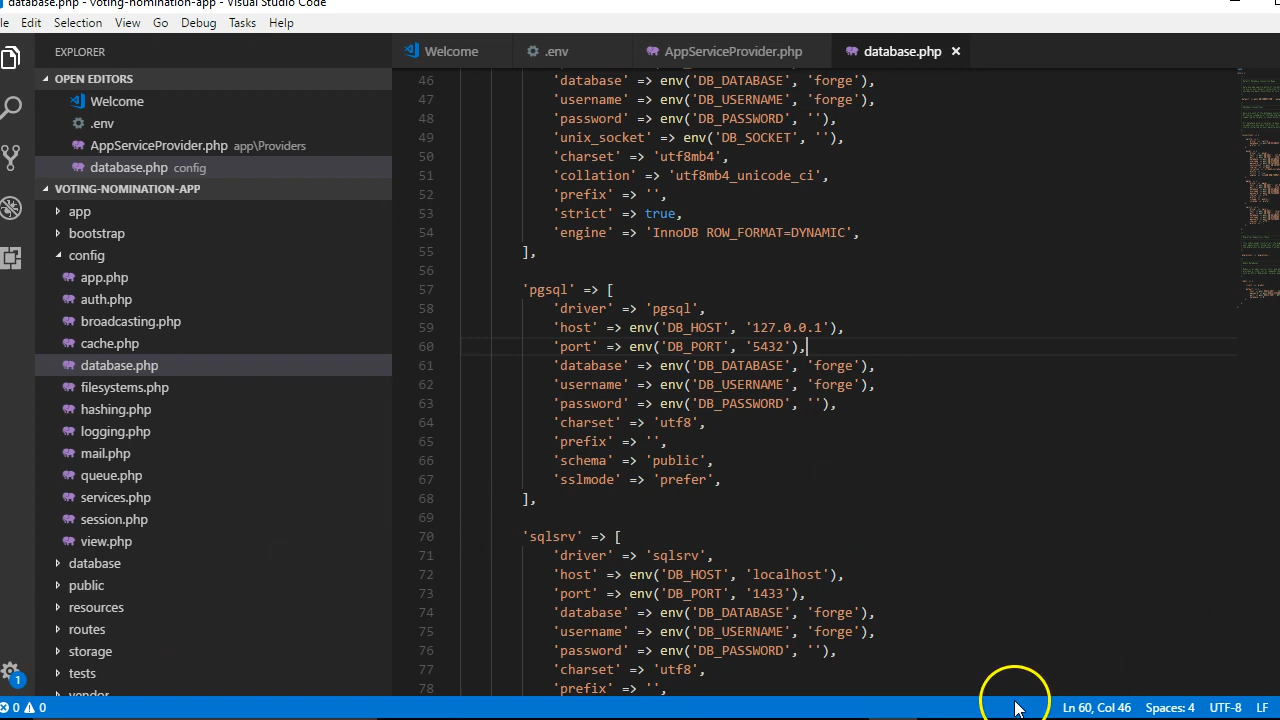 database.php - voting-nomination-app - Visual Studio Code
le Edit Selection View Go Debug Tasks Help
EXPLORER
OPEN EDITORS
Welcome
.env
AppServiceProvider.php app\Providers
database.php config
VOTING-NOMINATION-APP
app
bootstrap
config
app.php
auth.php
broadcasting.php
cache.php
database.php
filesystems.php
hashing.php
logging.php
mail.php
queue.php
services.php
session.php
view.php
database
public
resources
routes
storage
tests
vendor
Welcome .env AppServiceProvider.php database.php
46 'database' => env('DB_DATABASE', 'forge'),
47 'username' => env('DB_USERNAME', 'forge'),
48 'password' => env('DB_PASSWORD', ''),
49 'unix_socket' => env('DB_SOCKET', ''),
50 'charset' => 'utf8mb4',
51 'collation' => 'utf8mb4_unicode_ci',
52 'prefix' => '',
53 'strict' => true,
54 'engine' => 'InnoDB ROW_FORMAT=DYNAMIC',
55 ],
56
57 'pgsql' => [
58 'driver' => 'pgsql',
59 'host' => env('DB_HOST', '127.0.0.1'),
60 'port' => env('DB_PORT', '5432'),
61 'database' => env('DB_DATABASE', 'forge'),
62 'username' => env('DB_USERNAME', 'forge'),
63 'password' => env('DB_PASSWORD', ''),
64 'charset' => 'utf8',
65 'prefix' => '',
66 'schema' => 'public',
67 'sslmode' => 'prefer',
68 ],
69
70 'sqlsrv' => [
71 'driver' => 'sqlsrv',
72 'host' => env('DB_HOST', 'localhost'),
73 'port' => env('DB_PORT', '1433'),
74 'database' => env('DB_DATABASE', 'forge'),
75 'username' => env('DB_USERNAME', 'forge'),
76 'password' => env('DB_PASSWORD', ''),
77 'charset' => 'utf8',
78 'prefix' => '',
1
0 0 Ln 60, Col 46 Spaces: 4 UTF-8 LF